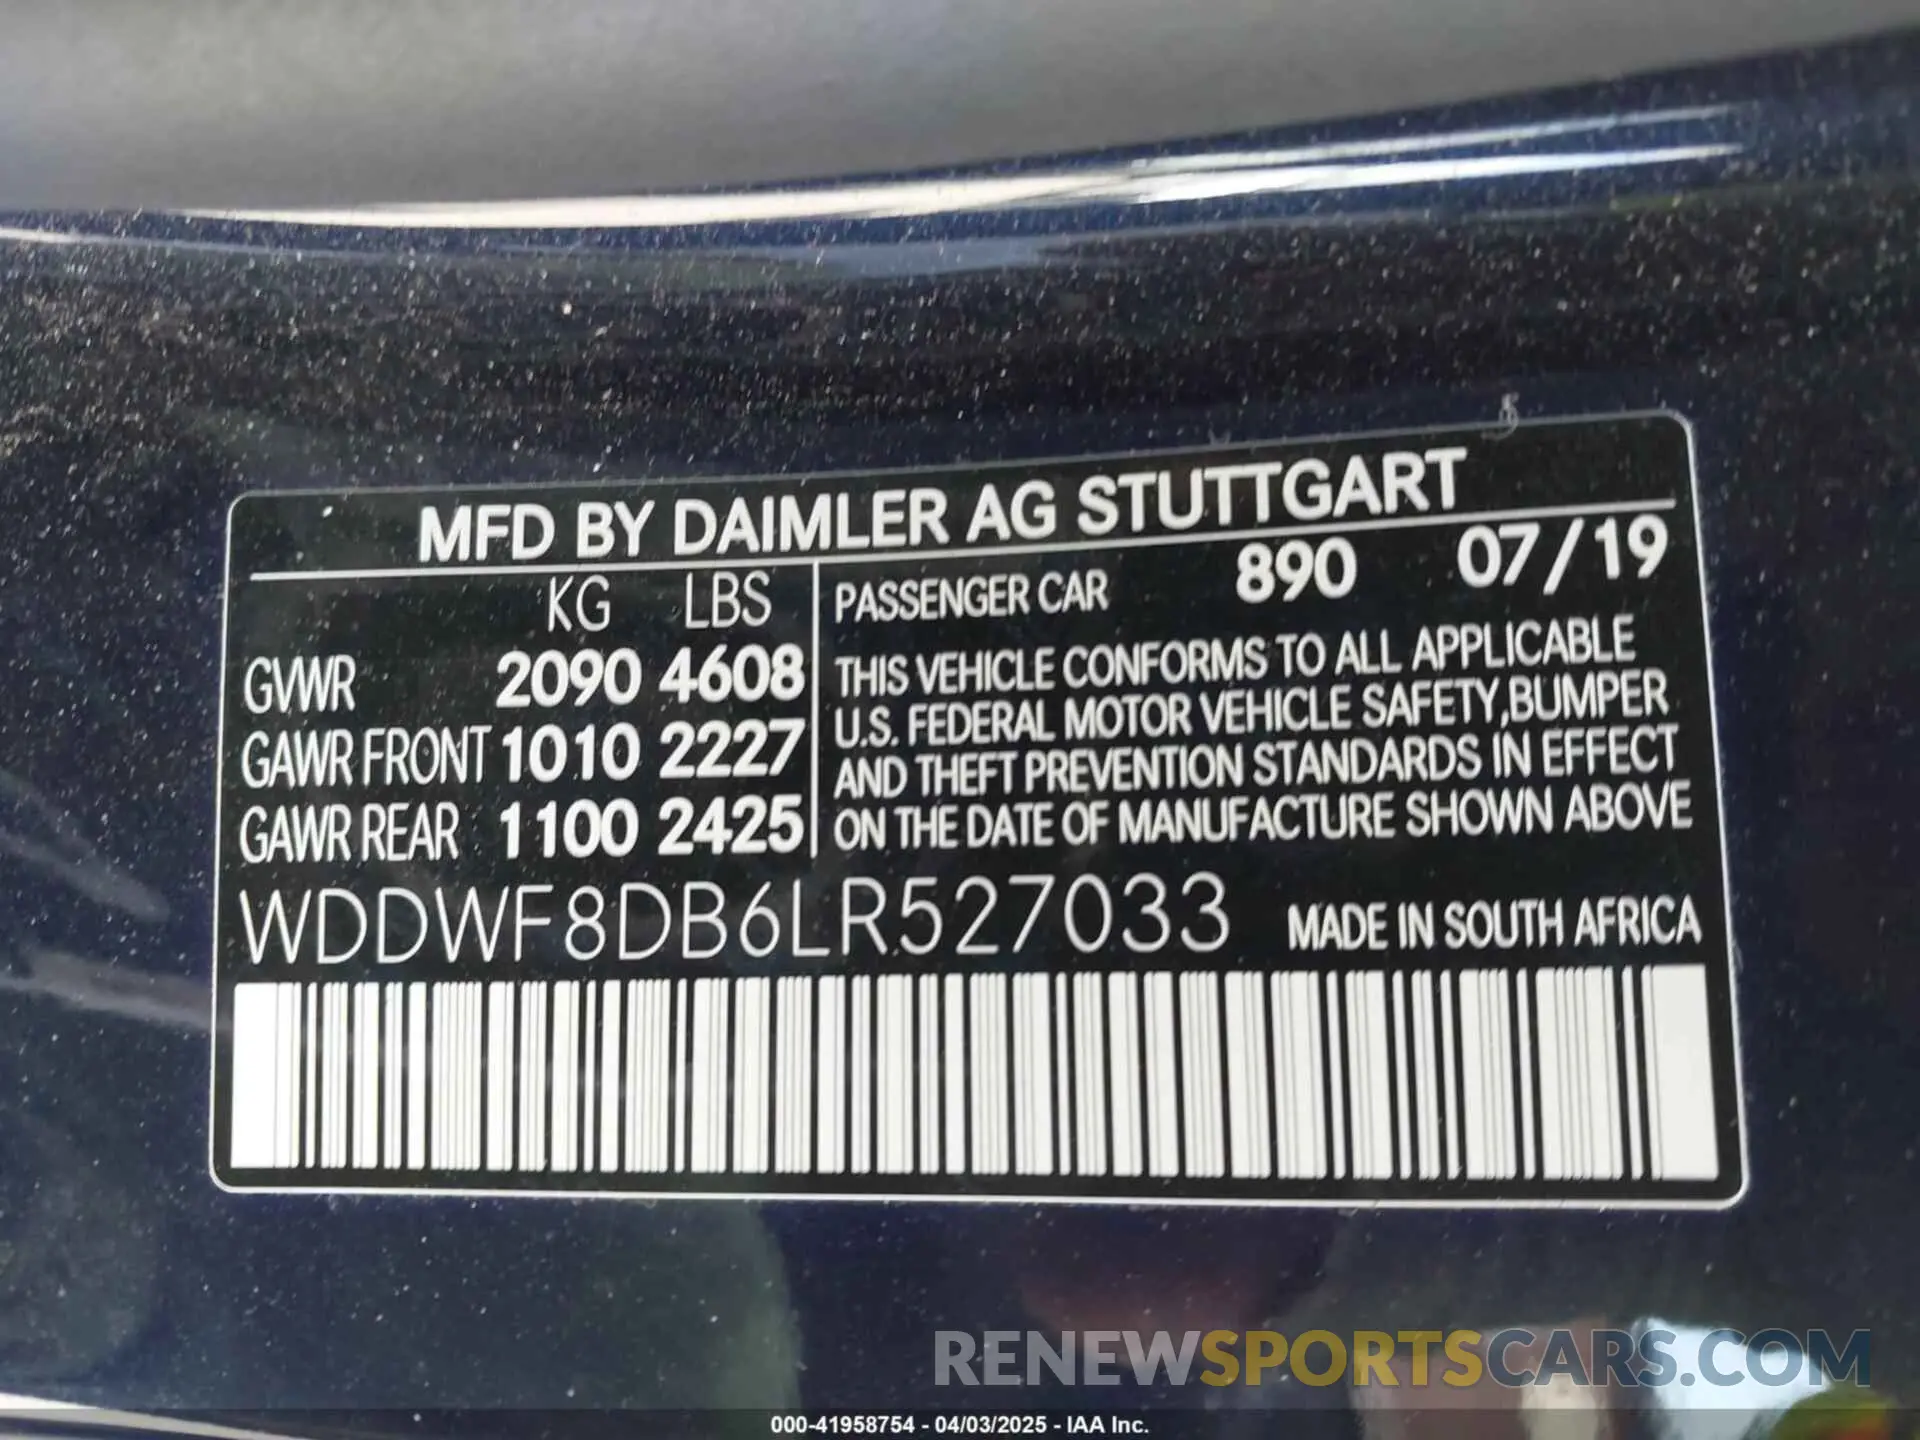 MFD BY DAIMLER AG STUTTGART
KG LBS
GVWR 2090 4608
GAWR FRONT 1010 2227
GAWR REAR 1100 2425
PASSENGER CAR 890 07/19
THIS VEHICLE CONFORMS TO ALL APPLICABLE
U.S. FEDERAL MOTOR VEHICLE SAFETY,BUMPER
AND THEFT PREVENTION STANDARDS IN EFFECT
ON THE DATE OF MANUFACTURE SHOWN ABOVE
WDDWF8DB6LR527033 MADE IN SOUTH AFRICA
RENEWSPORTSCARS.COM
000-41958754 - 04/03/2025 - IAA Inc.